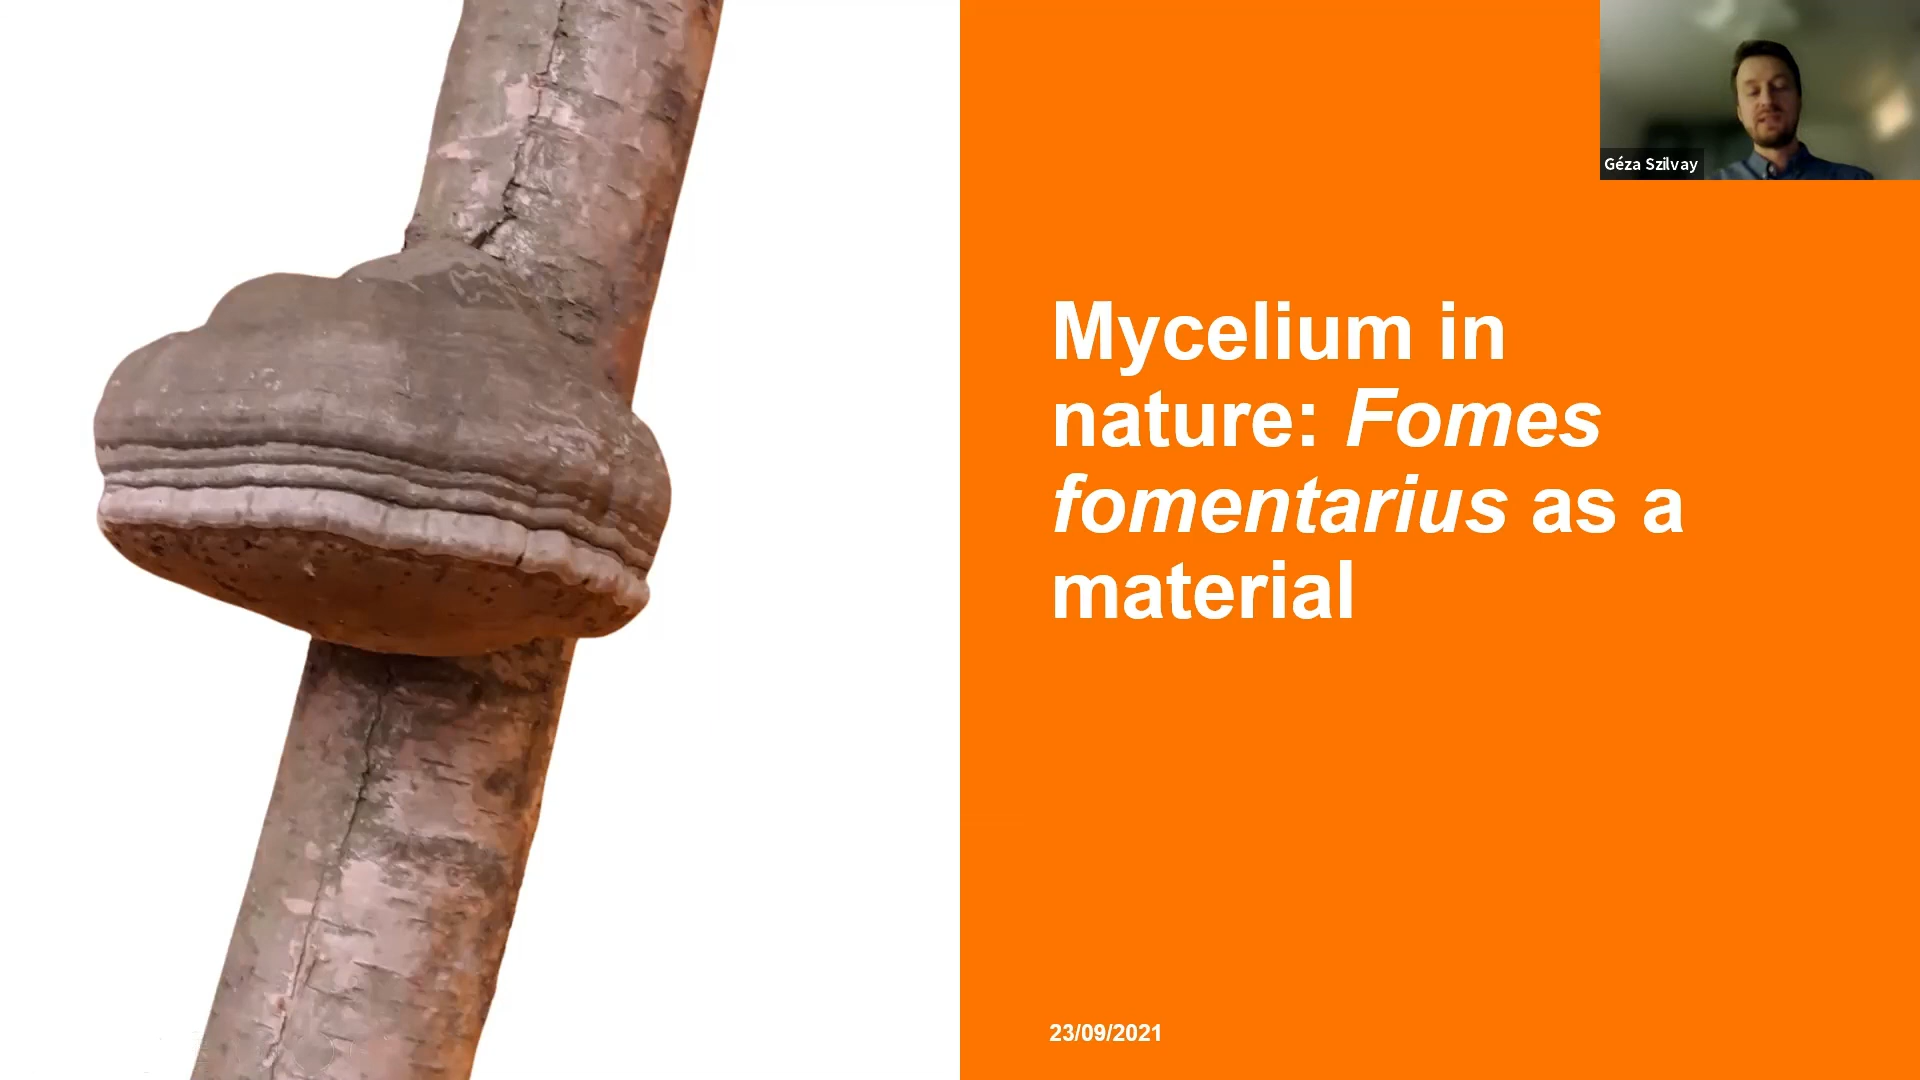 Géza Szilvay
Mycelium in
nature: Fomes
fomentarius as a
material
23/09/2021